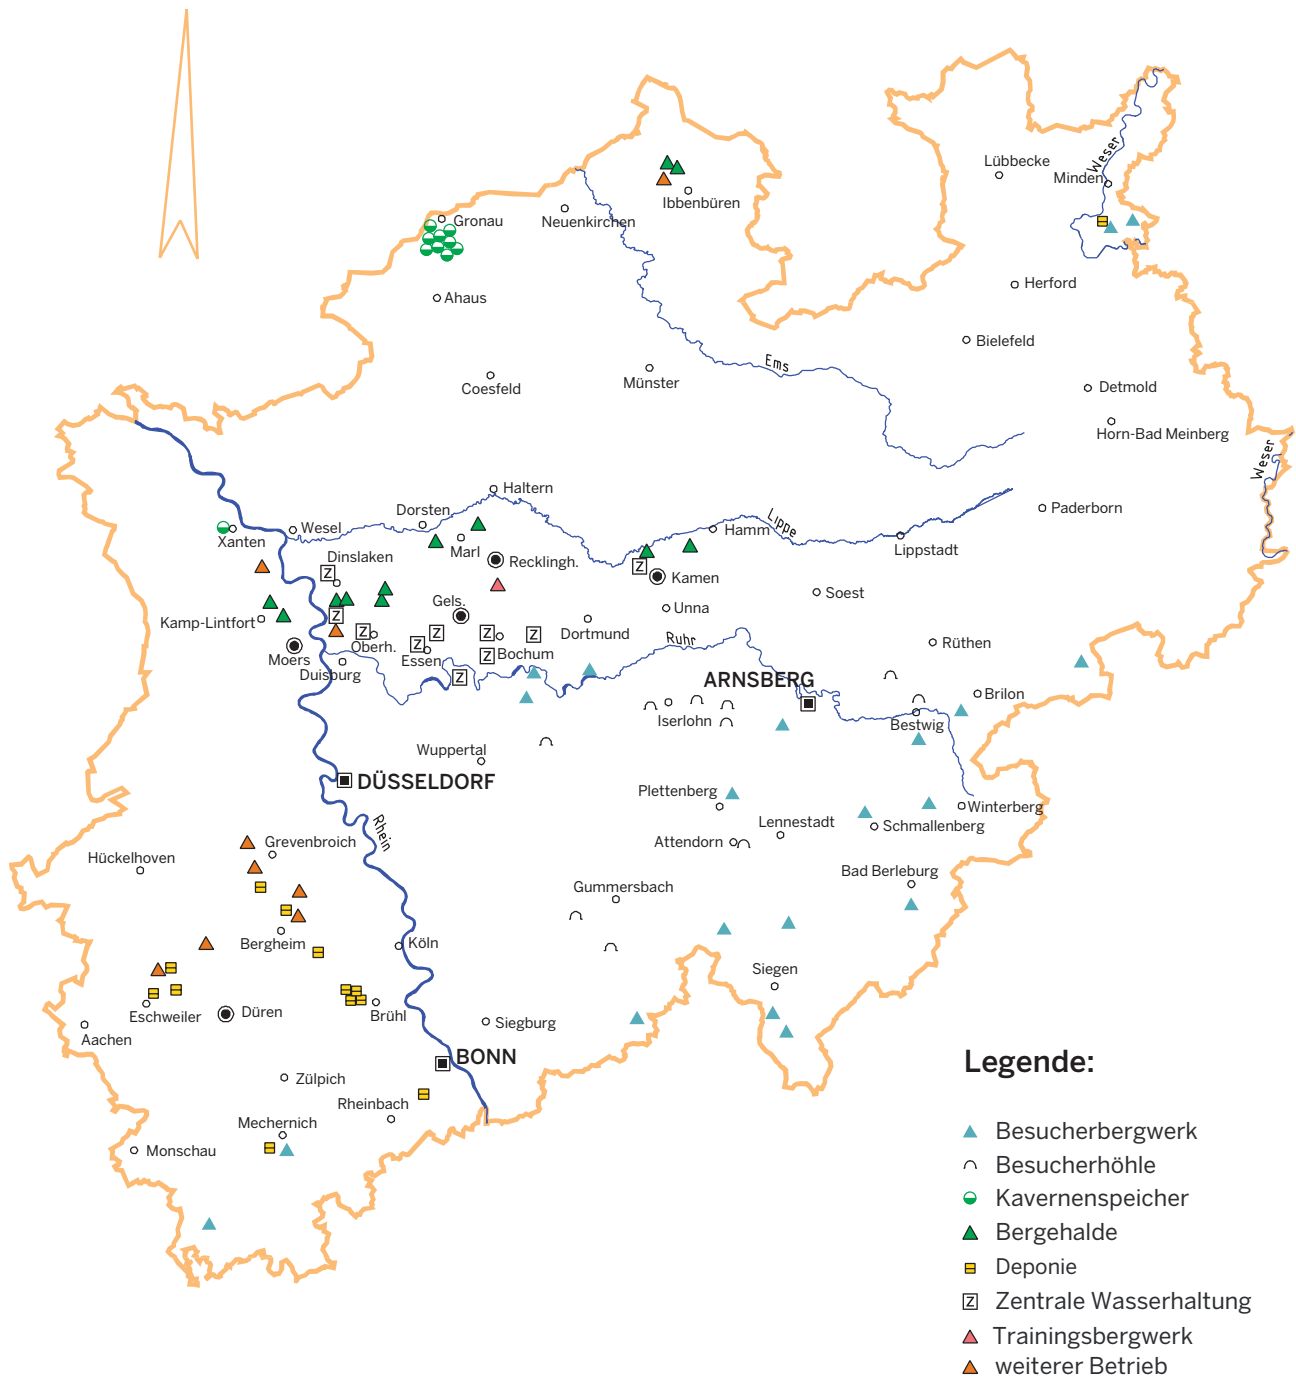 Lübbecke
Weser
Minden
Ibbenbüren
Neuenkirchen
Gronau
Herford
Ahaus
Bielefeld
Ems
Münster
Coesfeld
Detmold
Horn-Bad Meinberg
Weser
Haltern
Dorsten
Lippe
Paderborn
Wesel
Xanten
Hamm
Marl
Lippstadt
Dinslaken
Recklingh.
Kamen
Soest
Gels.
Unna
Kamp-Lintfort
Dortmund
Ruhr
Rüthen
Oberh.
Essen
Bochum
Moers
Duisburg
ARNSBERG
Brilon
Iserlohn
Bestwig
Wuppertal
DÜSSELDORF
Plettenberg
Winterberg
Rhein
Lennestadt
Schmallenberg
Grevenbroich
Attendorn
Hückelhoven
Bad Berleburg
Gummersbach
Bergheim
Köln
Siegen
Eschweiler
Düren
Brühl
Siegburg
Aachen
BONN
Zülpich
Rheinbach
Mechernich
Monschau
Z
Z
Z
Z
Z
Z
Z
Z
Z
Z
Legende:
Besucherbergwerk
Besucherhöhle
Kavernenspeicher
Bergehalde
Deponie
Z Zentrale Wasserhaltung
Trainingsbergwerk
weiterer Betrieb